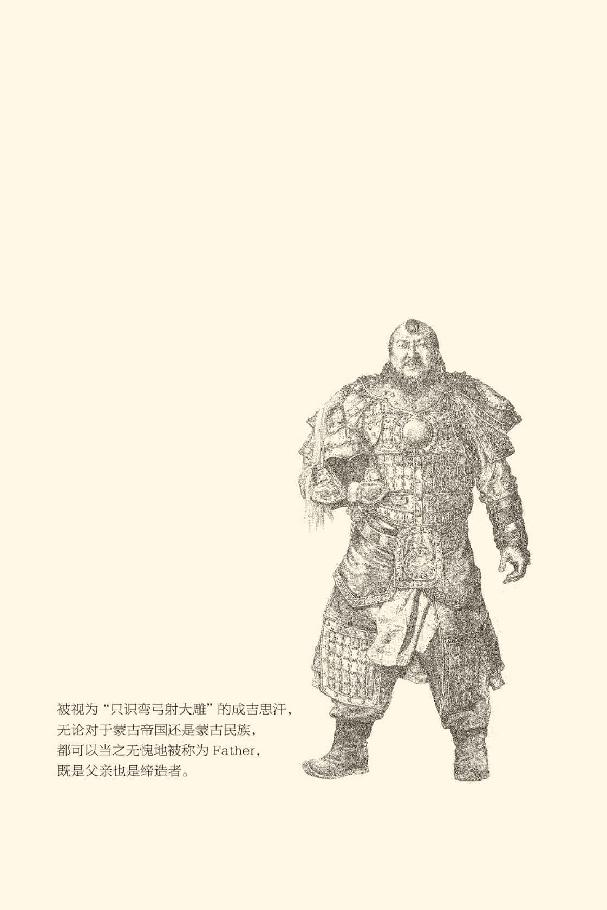 被视为“只识弯弓射大雕”的成吉思汗，
无论对于蒙古帝国还是蒙古民族，
都可以当之无愧地被称为 Father，
既是父亲也是缔造者。